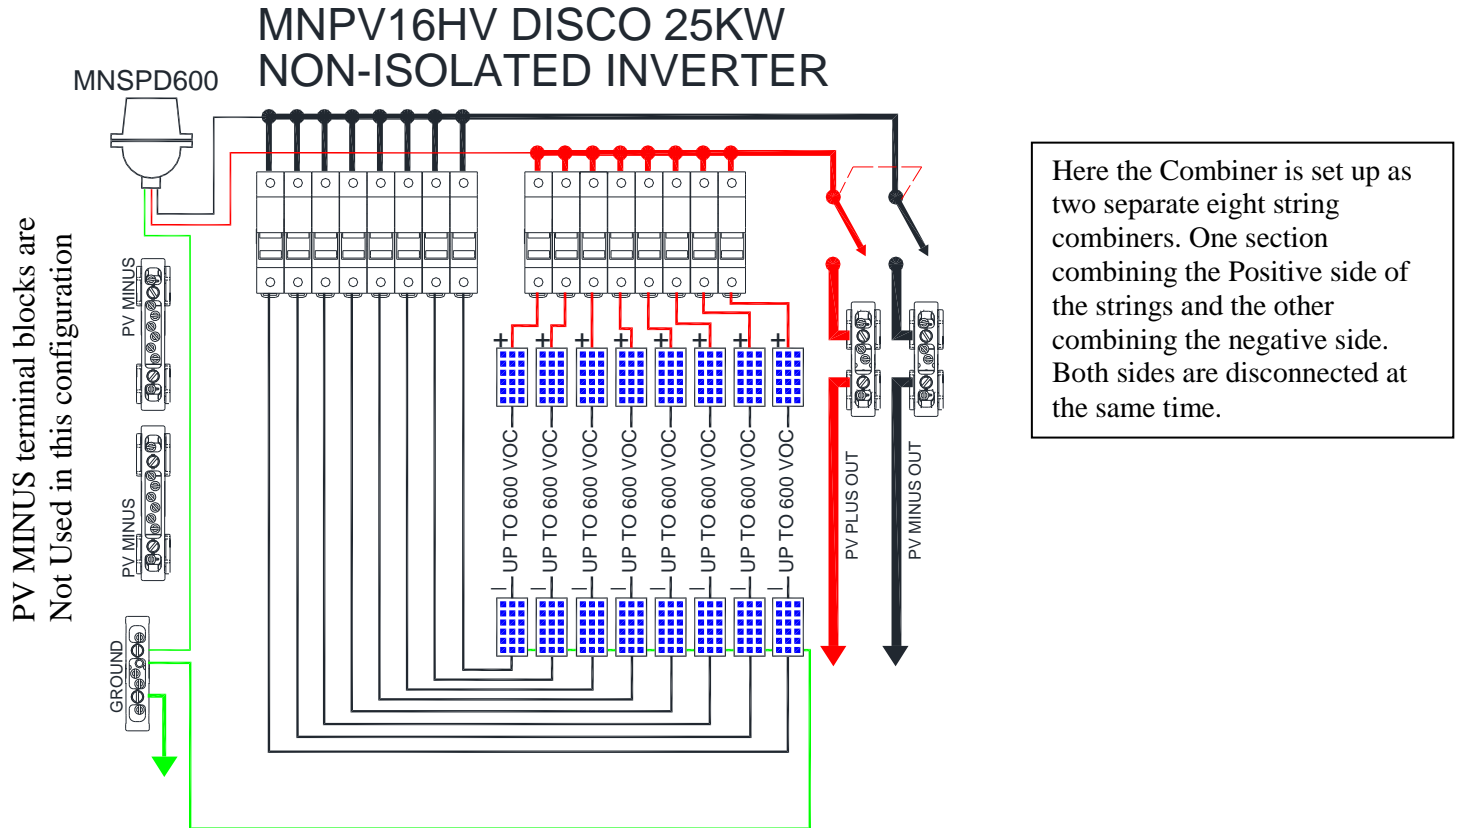 MNPV16HV DISCO 25KW
NON-ISOLATED INVERTER
MNSPD600
PV MINUS terminal blocks are
Not Used in this configuration
PV MINUS
PV MINUS
GROUND
+
+
+
+
+
+
+
+
UP TO 600 VOC
UP TO 600 VOC
UP TO 600 VOC
UP TO 600 VOC
UP TO 600 VOC
UP TO 600 VOC
UP TO 600 VOC
UP TO 600 VOC
–
–
–
–
–
–
–
–
PV PLUS OUT
PV MINUS OUT
Here the Combiner is set up as
two separate eight string
combiners. One section
combining the Positive side of
the strings and the other
combining the negative side.
Both sides are disconnected at
the same time.